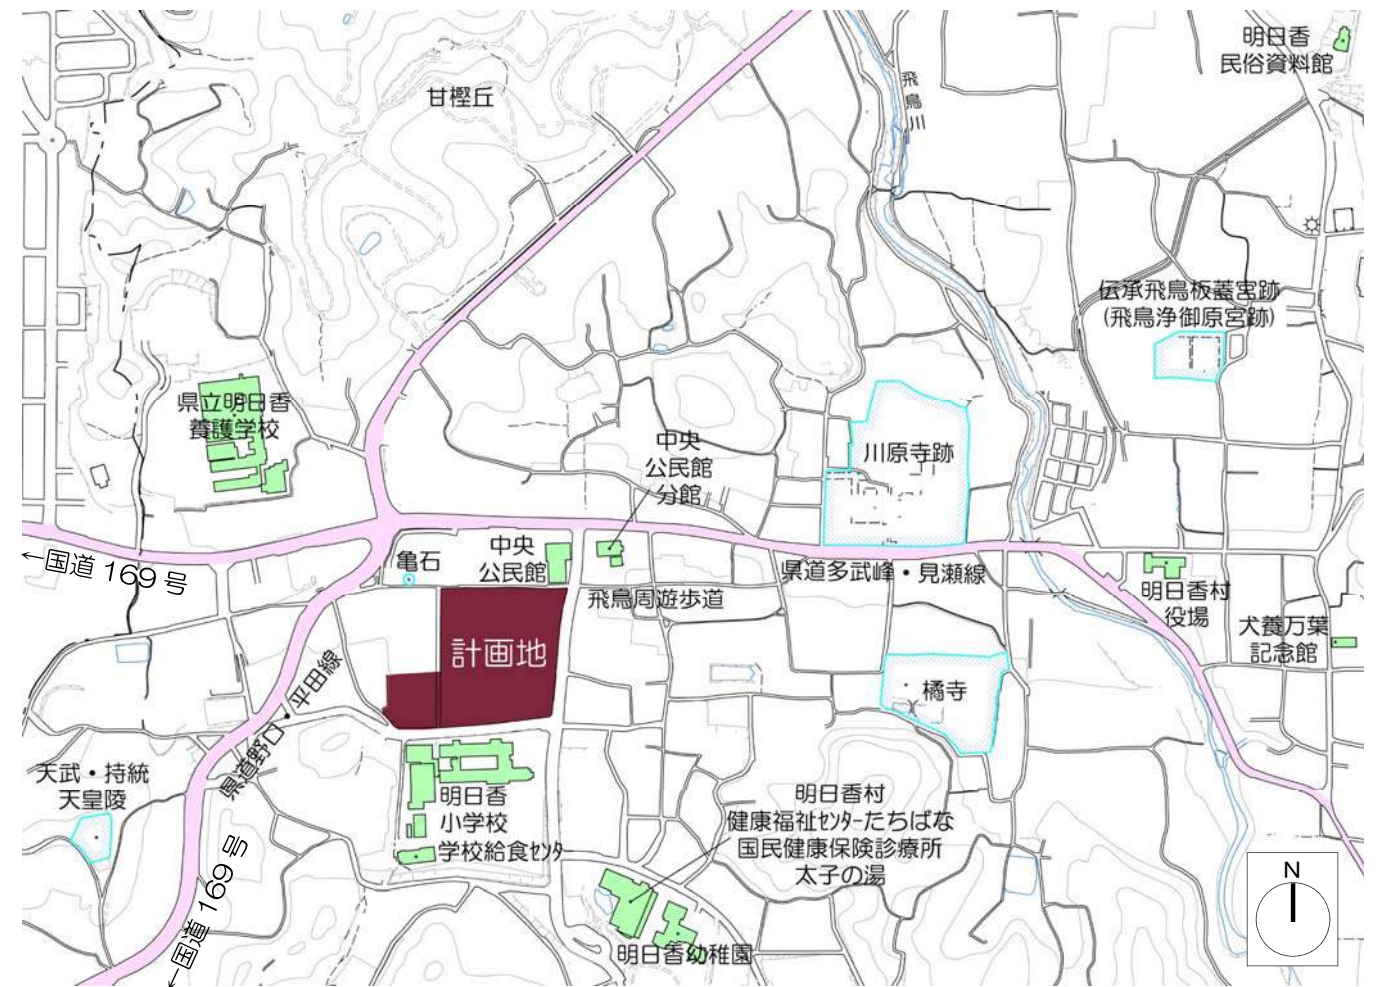 明日香
民俗資料館
飛鳥川
甘樫丘
伝承飛鳥板蓋宮跡
(飛鳥浄御原宮跡)
県立明日香
養護学校
中央
公民館
分館
川原寺跡
←国道 169 号
亀石
中央
公民館
県道多武峰・見瀬線
飛鳥周遊歩道
明日香村
役場
犬養万葉
記念館
計画地
橘寺
県道野口・平田線
天武・持統
天皇陵
明日香
小学校
学校給食センター
明日香村
健康福祉センターたちばな
国民健康保険診療所
太子の湯
←国道 169 号
明日香幼稚園
N